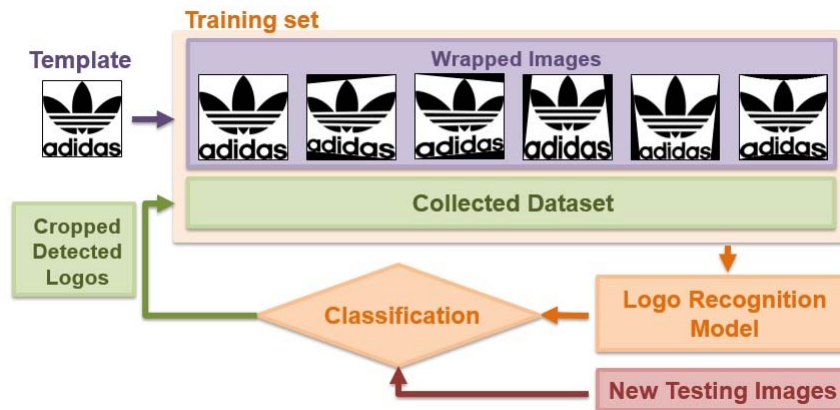 Training set
Template
Wrapped Images
adidas
adidas
adidas
adidas
adidas
adidas
adidas
Collected Dataset
Cropped
Detected
Logos
Classification
Logo Recognition
Model
New Testing Images